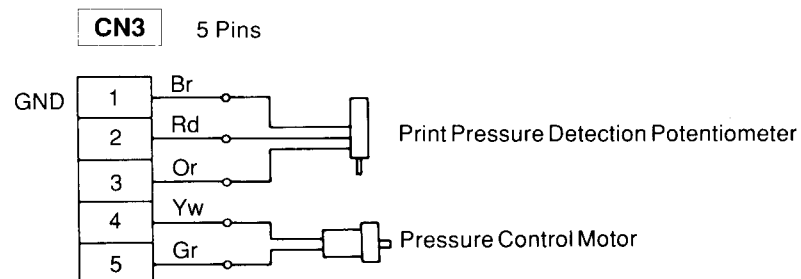 CN3 5 Pins
GND 1 Br
2 Rd
Print Pressure Detection Potentiometer
3 Or
4 Yw
Pressure Control Motor
5 Gr